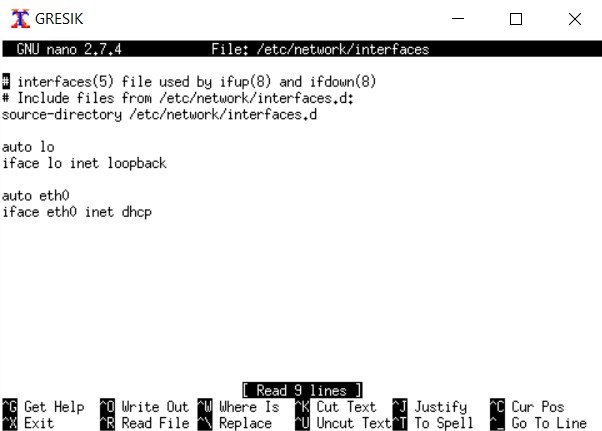 GRESIK
GNU nano 2.7.4 File: /etc/network/interfaces
# interfaces(5) file used by ifup(8) and ifdown(8)
# Include files from /etc/network/interfaces.d:
source-directory /etc/network/interfaces.d
auto lo
iface lo inet loopback
auto eth0
iface eth0 inet dhcp
[ Read 9 lines ]
^G Get Help ^O Write Out ^W Where Is ^K Cut Text ^J Justify ^C Cur Pos
^X Exit ^R Read File ^\ Replace ^U Uncut Text^T To Spell ^_ Go To Line